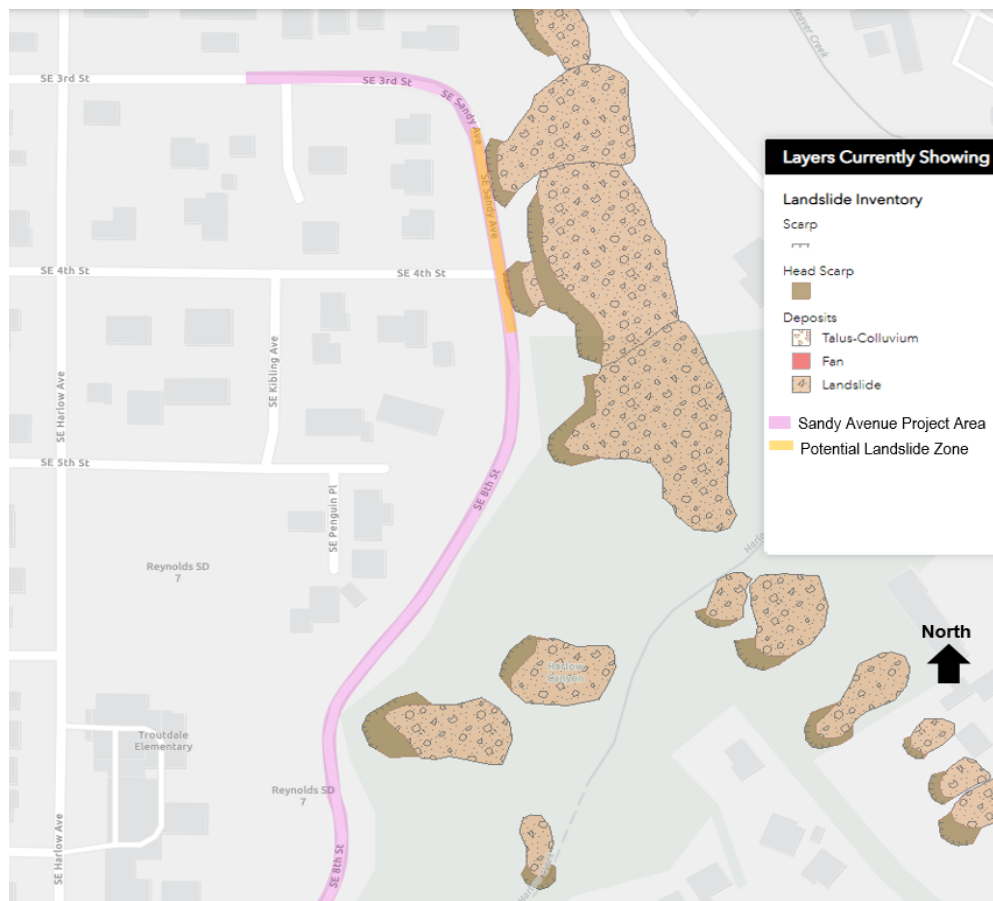 Beaver Creek
SE 3rd St
SE 3rd St
SE Sandy Ave
SE Sandy Ave
SE 4th St
SE 4th St
SE Kibling Ave
SE Harlow Ave
SE 5th St
SE 8th St
SE Penguin Pl
Reynolds SD
7
Harlow
Canyon
Troutdale
Elementary
Reynolds SD
7
SE Harlow Ave
SE 8th St
Layers Currently Showing
Landslide Inventory
Scarp
Head Scarp
Deposits
Talus-Colluvium
Fan
Landslide
Sandy Avenue Project Area
Potential Landslide Zone
North